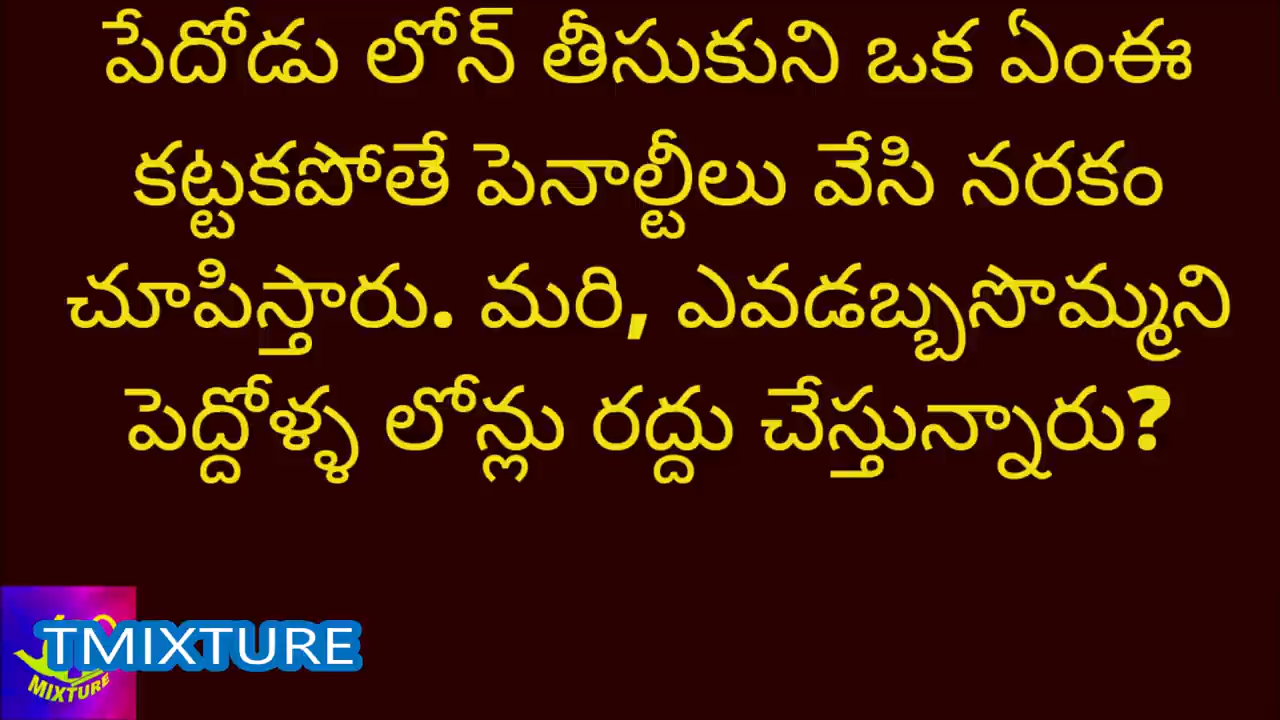 పేదోడు లోన్ తీసుకుని ఒక ఏంఈ
కట్టకపోతే పెనాల్టీలు వేసి నరకం
చూపిస్తారు. మరి, ఎవడబ్బసొమ్మని
పెద్దోళ్ళ లోన్లు రద్దు చేస్తున్నారు?
TMIXTURE
MIXTURE